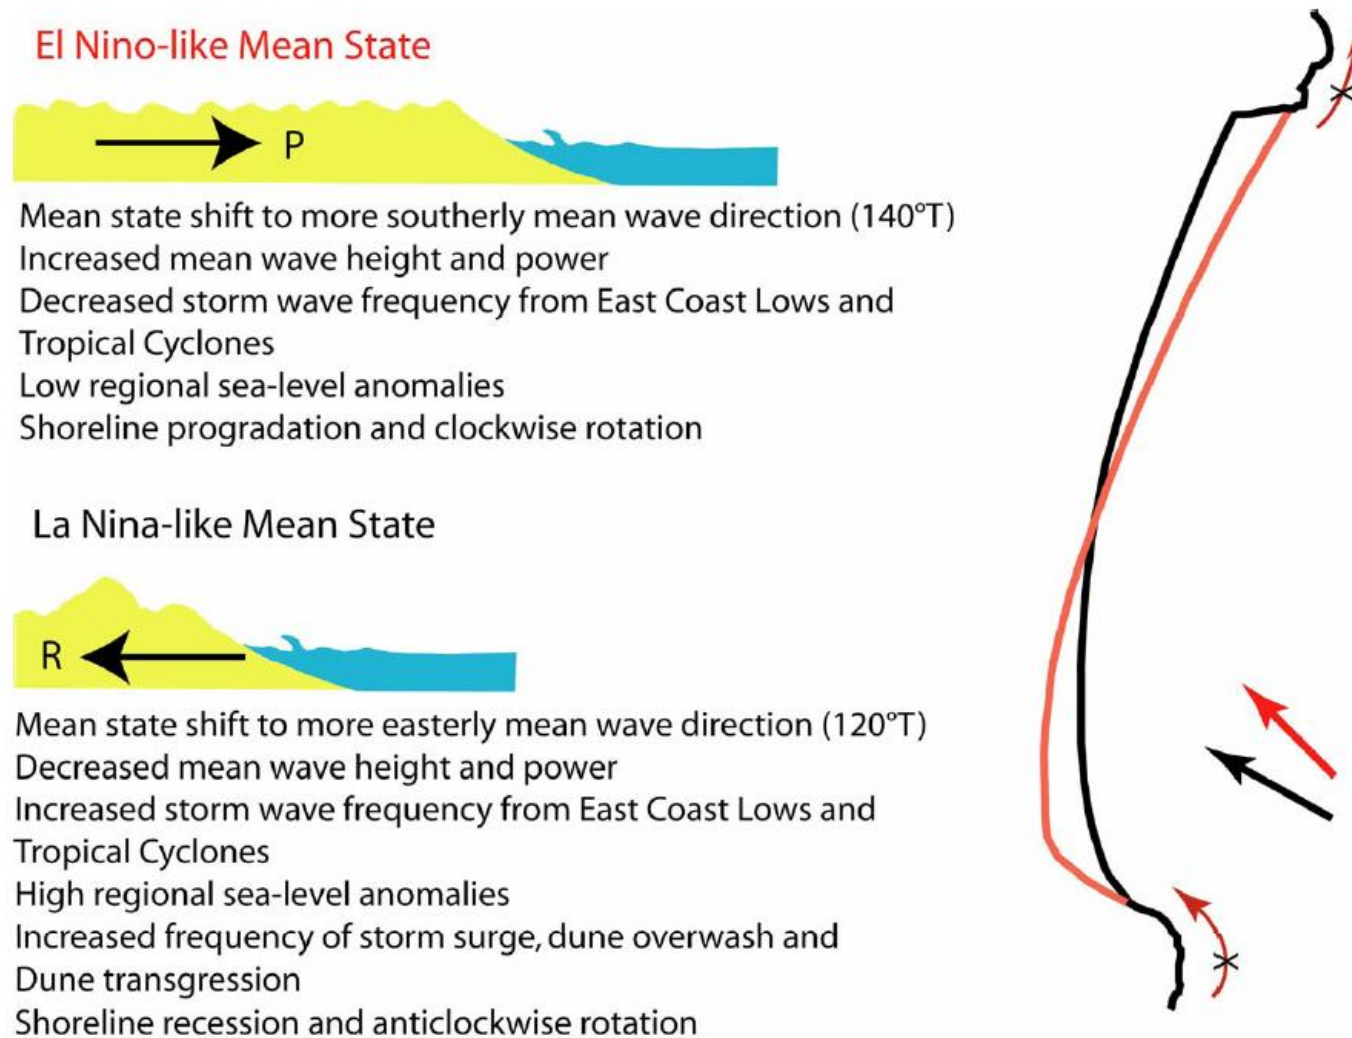 El Nino-like Mean State
P
Mean state shift to more southerly mean wave direction (140°T)
Increased mean wave height and power
Decreased storm wave frequency from East Coast Lows and
Tropical Cyclones
Low regional sea-level anomalies
Shoreline progradation and clockwise rotation
La Nina-like Mean State
R
Mean state shift to more easterly mean wave direction (120°T)
Decreased mean wave height and power
Increased storm wave frequency from East Coast Lows and
Tropical Cyclones
High regional sea-level anomalies
Increased frequency of storm surge, dune overwash and
Dune transgression
Shoreline recession and anticlockwise rotation